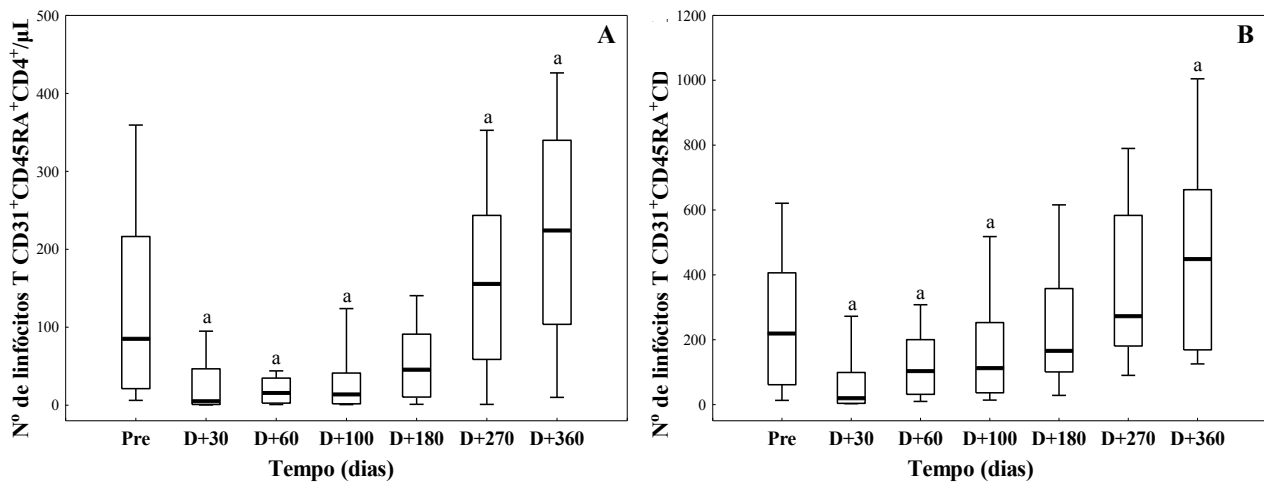 A
Nº de linfócitos T CD31⁺CD45RA⁺CD4⁺/µl
500
400
300
200
100
0
a
a
a
a
a
Pre D+30 D+60 D+100 D+180 D+270 D+360
Tempo (dias)
B
Nº de linfócitos T CD31⁺CD45RA⁺CD
1200
1000
800
600
400
200
0
a
a
a
a
Pre D+30 D+60 D+100 D+180 D+270 D+360
Tempo (dias)